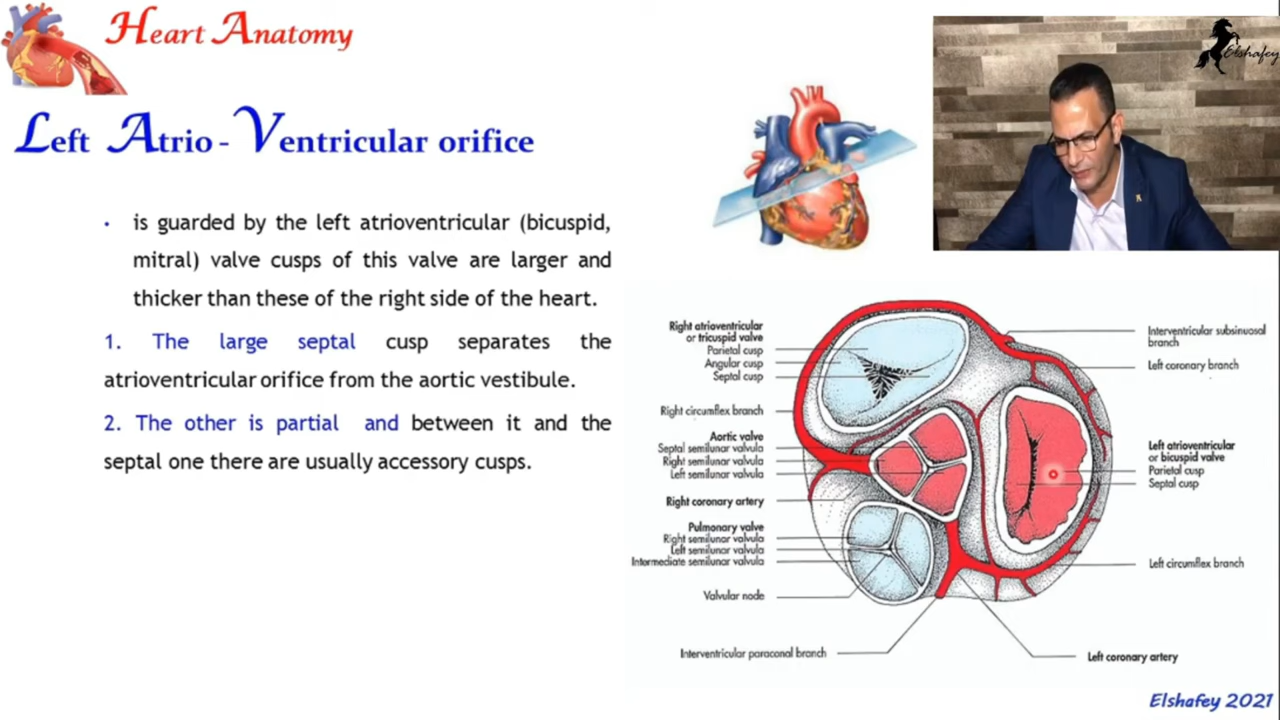 Heart Anatomy
Elshafey
Left Atrio - Ventricular orifice
• is guarded by the left atrioventricular (bicuspid,
mitral) valve cusps of this valve are larger and
thicker than these of the right side of the heart.
1. The large septal cusp separates the
atrioventricular orifice from the aortic vestibule.
2. The other is partial and between it and the
septal one there are usually accessory cusps.
Right atrioventricular
or tricuspid valve
Parietal cusp
Angular cusp
Septal cusp
Right circumflex branch
Aortic valve
Septal semilunar valvula
Right semilunar valvula
Left semilunar valvula
Right coronary artery
Pulmonary valve
Right semilunar valvula
Left semilunar valvula
Intermediate semilunar valvula
Valvular node
Interventricular paraconal branch
Interventricular subsinuosal
branch
Left coronary branch
Left atrioventricular
or bicuspid valve
Parietal cusp
Septal cusp
Left circumflex branch
Left coronary artery
Elshafey 2021